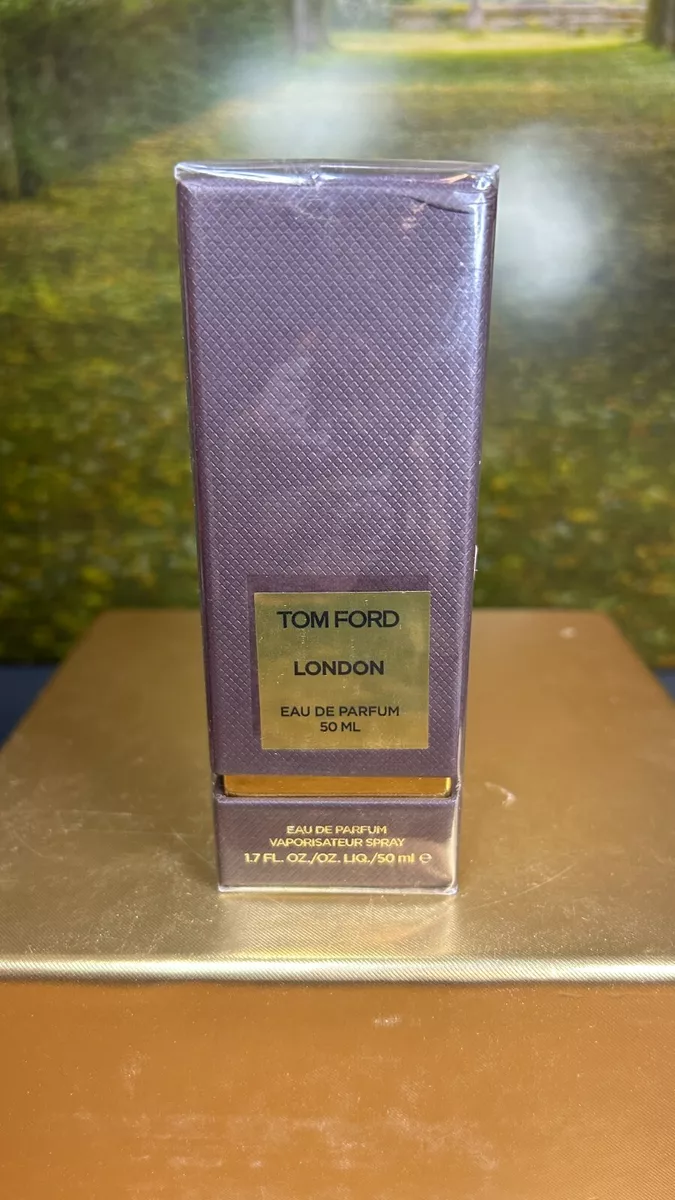 TOM FORD
LONDON
EAU DE PARFUM
50 ML
EAU DE PARFUM
VAPORISATEUR SPRAY
1.7 FL. OZ./OZ. LIQ./50 ml ℮